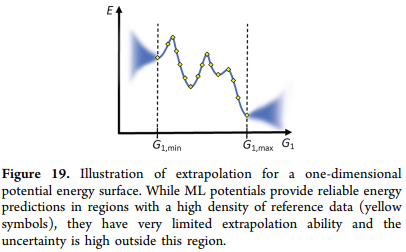 E
G1,min
G1,max
G1
Figure 19. Illustration of extrapolation for a one-dimensional
potential energy surface. While ML potentials provide reliable energy
predictions in regions with a high density of reference data (yellow
symbols), they have very limited extrapolation ability and the
uncertainty is high outside this region.